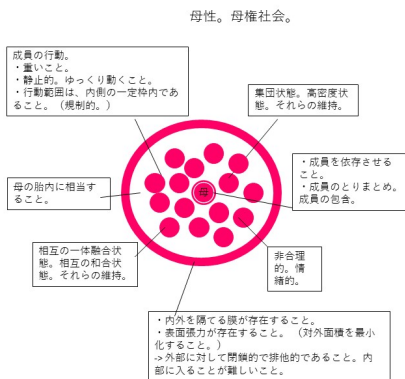 母性。母権社会。
成員の行動。
・重いこと。
・静止的。ゆっくり動くこと。
・行動範囲は、内側の一定枠内であ
ること。（規制的。）
集団状態。高密度状
態。それらの維持。
・成員を依存させる
こと。
・成員のとりまとめ。
成員の包含。
母
母の胎内に相当す
ること。
相互の一体融合状
態。相互の和合状
態。それらの維持。
非合理
的。情
緒的。
・内外を隔てる膜が存在すること。
・表面張力が存在すること。（対外面積を最小
化すること。）
-> 外部に対して閉鎖的で排他的であること。内
部に入ることが難しいこと。